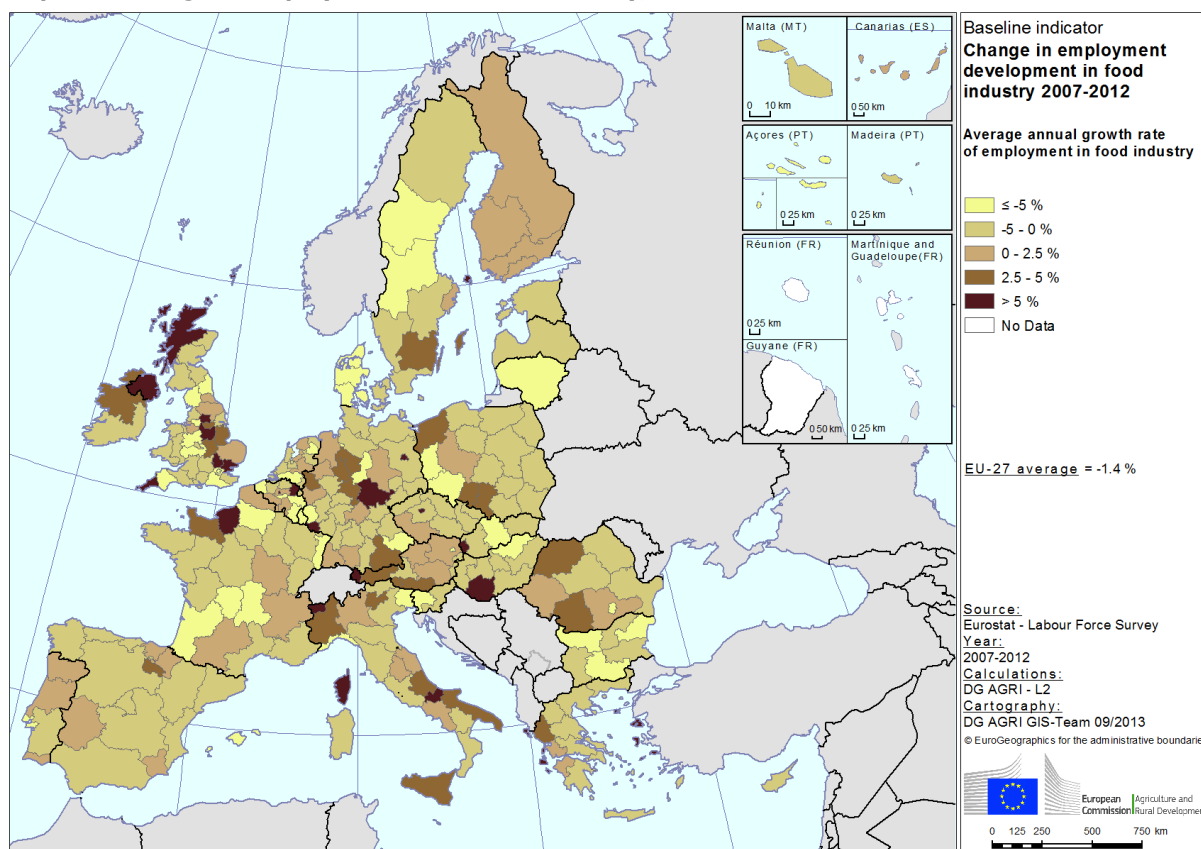 Malta (MT)
0 10 km
Canarias (ES)
0 50 km
Açores (PT)
0 25 km
Madeira (PT)
0 25 km
Réunion (FR)
0 25 km
Martinique and
Guadeloupe(FR)
0 25 km
Guyane (FR)
0 50 km
Baseline indicator
Change in employment
development in food
industry 2007-2012
Average annual growth rate
of employment in food industry
≤ -5 %
-5 - 0 %
0 - 2.5 %
2.5 - 5 %
> 5 %
No Data
EU-27 average = -1.4 %
Source:
Eurostat - Labour Force Survey
Year:
2007-2012
Calculations:
DG AGRI - L2
Cartography:
DG AGRI GIS-Team 09/2013
© EuroGeographics for the administrative boundarie
European
Commission
Agriculture and
Rural Developmen
0 125 250 500 750 km